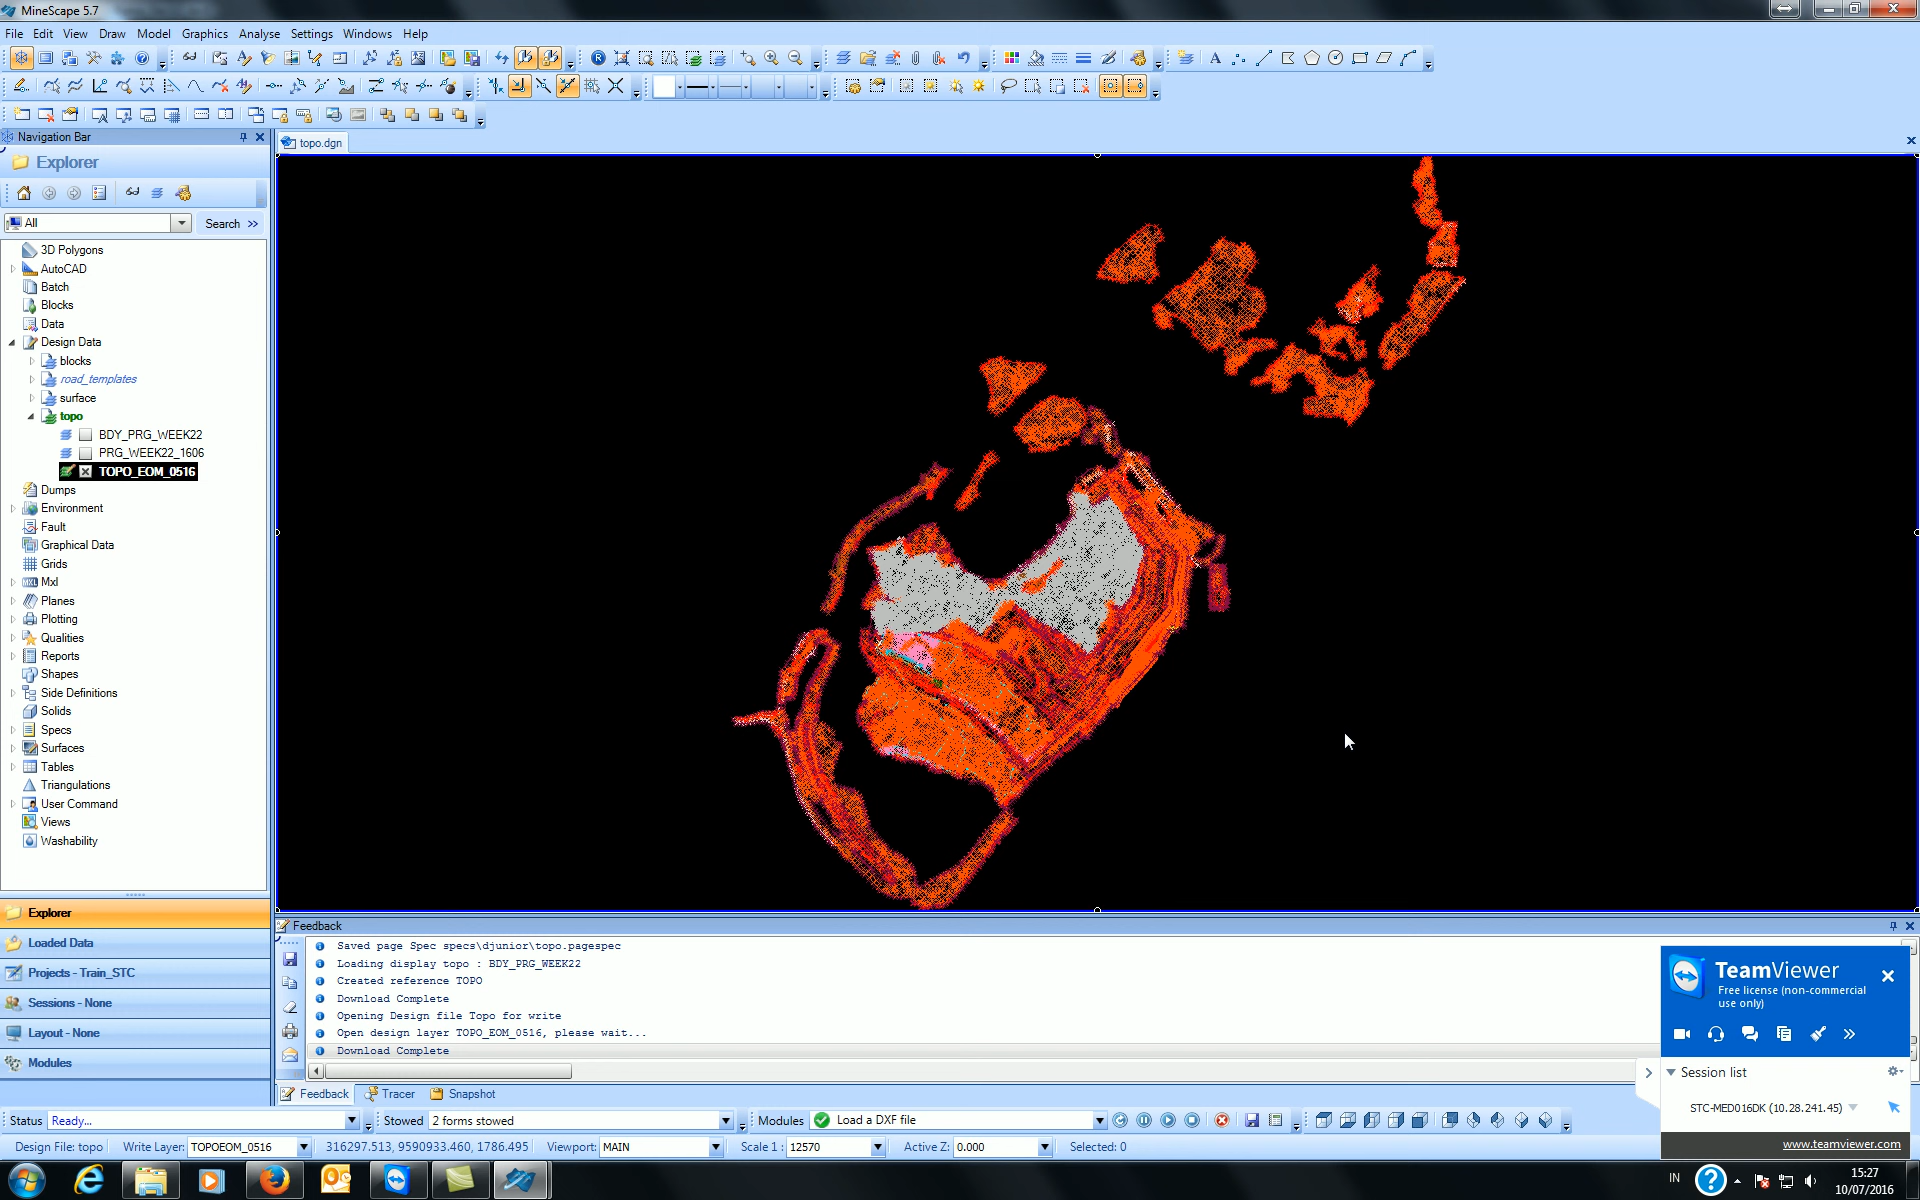 MineScape 5.7
File Edit View Draw Model Graphics Analyse Settings Windows Help
Navigation Bar
Explorer
All
Search >>
3D Polygons
AutoCAD
Batch
Blocks
Data
Design Data
blocks
road_templates
surface
topo
BDY_PRG_WEEK22
PRG_WEEK22_1606
TOPO_EOM_0516
Dumps
Environment
Fault
Graphical Data
Grids
Mxl
Planes
Plotting
Qualities
Reports
Shapes
Side Definitions
Solids
Specs
Surfaces
Tables
Triangulations
User Command
Views
Washability
Explorer
Loaded Data
Projects - Train_STC
Sessions - None
Layout - None
Modules
topo.dgn
Feedback
Saved page Spec specs\djunior\topo.pagespec
Loading display topo : BDY_PRG_WEEK22
Created reference TOPO
Download Complete
Opening Design file Topo for write
Open design layer TOPO_EOM_0516, please wait...
Download Complete
Feedback Tracer Snapshot
TeamViewer
Free license (non-commercial
use only)
Session list
STC-MED016DK (10.28.241.45)
www.teamviewer.com
Status Ready... Stowed 2 forms stowed Modules Load a DXF file
Design File: topo Write Layer: TOPOEOM_0516 316297.513, 9590933.460, 1786.495 Viewport: MAIN Scale 1 : 12570 Active Z: 0.000 Selected: 0
IN
15:27
10/07/2016